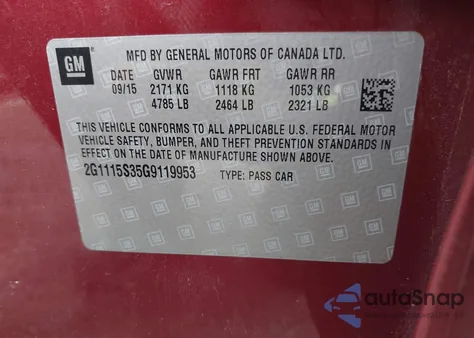 GM
MFD BY GENERAL MOTORS OF CANADA LTD.
DATE GVWR GAWR FRT GAWR RR
09/15 2171 KG 1118 KG 1053 KG
4785 LB 2464 LB 2321 LB
THIS VEHICLE CONFORMS TO ALL APPLICABLE U.S. FEDERAL MOTOR
VEHICLE SAFETY, BUMPER, AND THEFT PREVENTION STANDARDS IN
EFFECT ON THE DATE OF MANUFACTURE SHOWN ABOVE.
2G1115S35G9119953 TYPE: PASS CAR
autoSnap